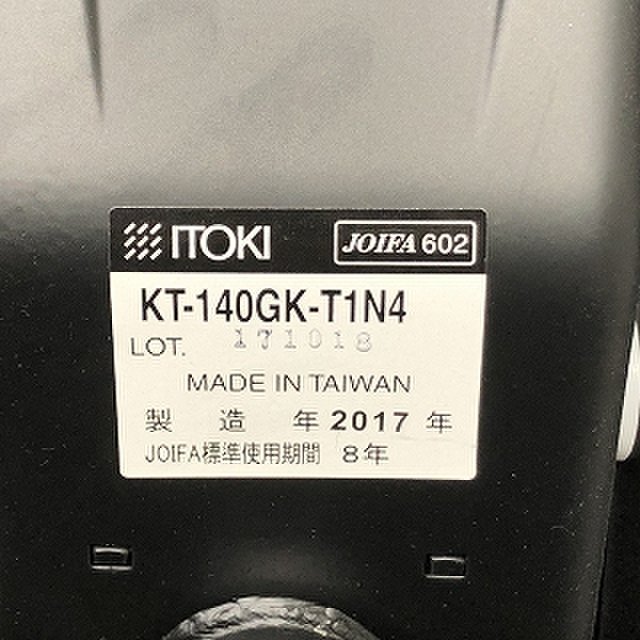 ITOKI JOIFA 602
KT-140GK-T1N4
LOT. 171018
MADE IN TAIWAN
製 造 年 2017 年
JOIFA標準使用期間 8年